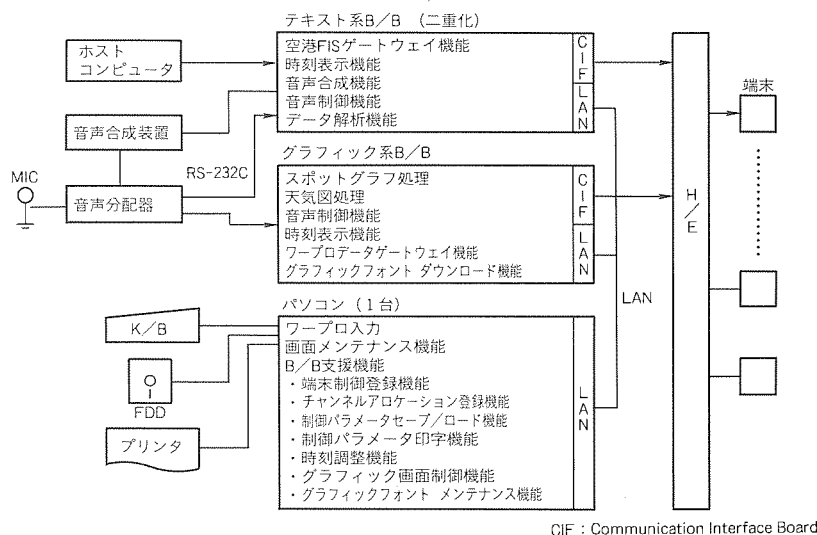 テキスト系B/B (二重化)
ホスト
コンピュータ
空港FISゲートウェイ機能
時刻表示機能
音声合成機能
音声制御機能
データ解析機能
CIF
LAN
音声合成装置
RS-232C
MIC
音声分配器
グラフィック系B/B
スポットグラフ処理
天気図処理
音声制御機能
時刻表示機能
ワープロデータゲートウェイ機能
グラフィックフォント ダウンロード機能
CIF
LAN
H/E
端末
LAN
パソコン (1台)
K/B
FDD
プリンタ
ワープロ入力
画面メンテナンス機能
B/B支援機能
・端末制御登録機能
・チャンネルアロケーション登録機能
・制御パラメータセーブ/ロード機能
・制御パラメータ印字機能
・時刻調整機能
・グラフィック画面制御機能
・グラフィックフォント メンテナンス機能
LAN
CIF : Communication Interface Board